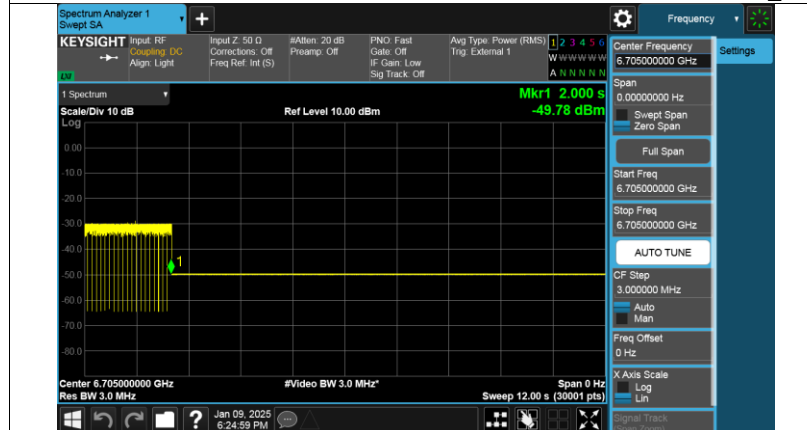 Spectrum Analyzer 1
Swept SA
+
Frequency
KEYSIGHT
Input: RF
Coupling: DC
Align: Light
Input Z: 50 Ω
Corrections: Off
Freq Ref: Int (S)
#Atten: 20 dB
Preamp: Off
PNO: Fast
Gate: Off
IF Gain: Low
Sig Track: Off
Avg Type: Power (RMS)
Trig: External 1
1 2 3 4 5 6
W W W W W W
A N N N N N
LXI
1 Spectrum
Scale/Div 10 dB
Ref Level 10.00 dBm
Mkr1 2.000 s
-49.78 dBm
Log
0.00
-10.0
-20.0
-30.0
-40.0
-50.0
-60.0
-70.0
-80.0
1
Center 6.705000000 GHz
Res BW 3.0 MHz
#Video BW 3.0 MHz*
Span 0 Hz
Sweep 12.00 s (30001 pts)
Center Frequency
6.705000000 GHz
Settings
Span
0.00000000 Hz
Swept Span
Zero Span
Full Span
Start Freq
6.705000000 GHz
Stop Freq
6.705000000 GHz
AUTO TUNE
CF Step
3.000000 MHz
Auto
Man
Freq Offset
0 Hz
X Axis Scale
Log
Lin
Signal Track
(Span Zoom)
?
Jan 09, 2025
6:24:59 PM